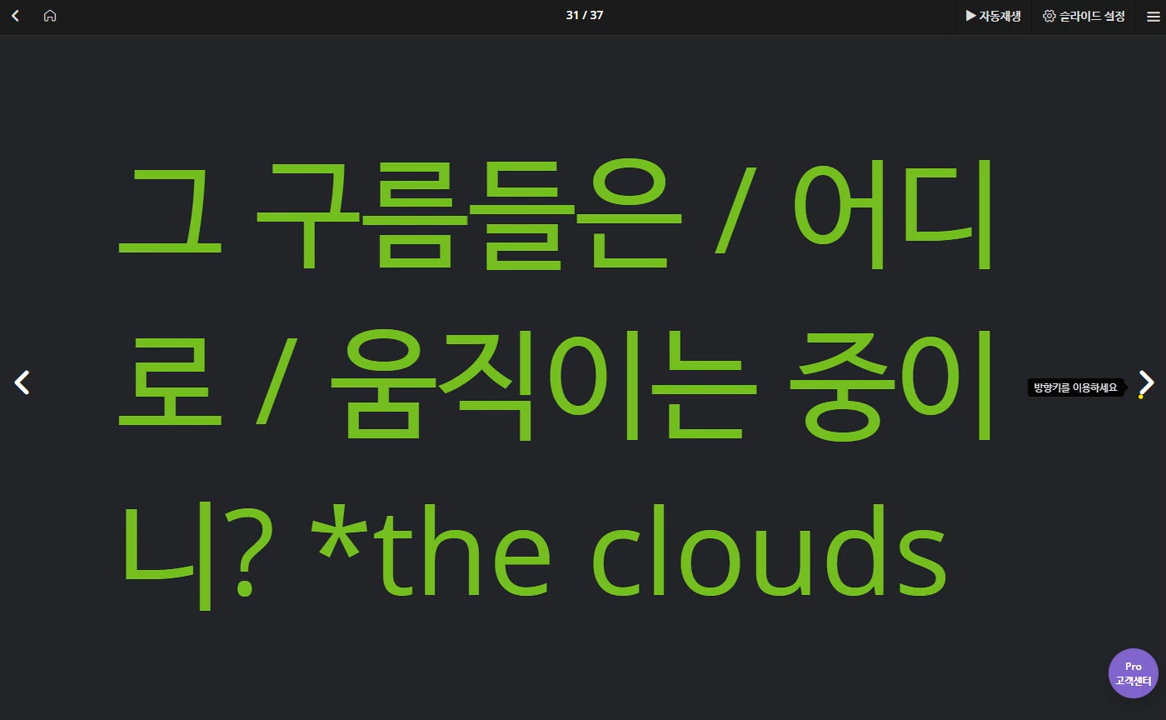 31 / 37
▶ 자동재생
슬라이드 설정
그 구름들은 / 어디
로 / 움직이는 중이
니? *the clouds
방향키를 이용하세요
Pro
고객센터